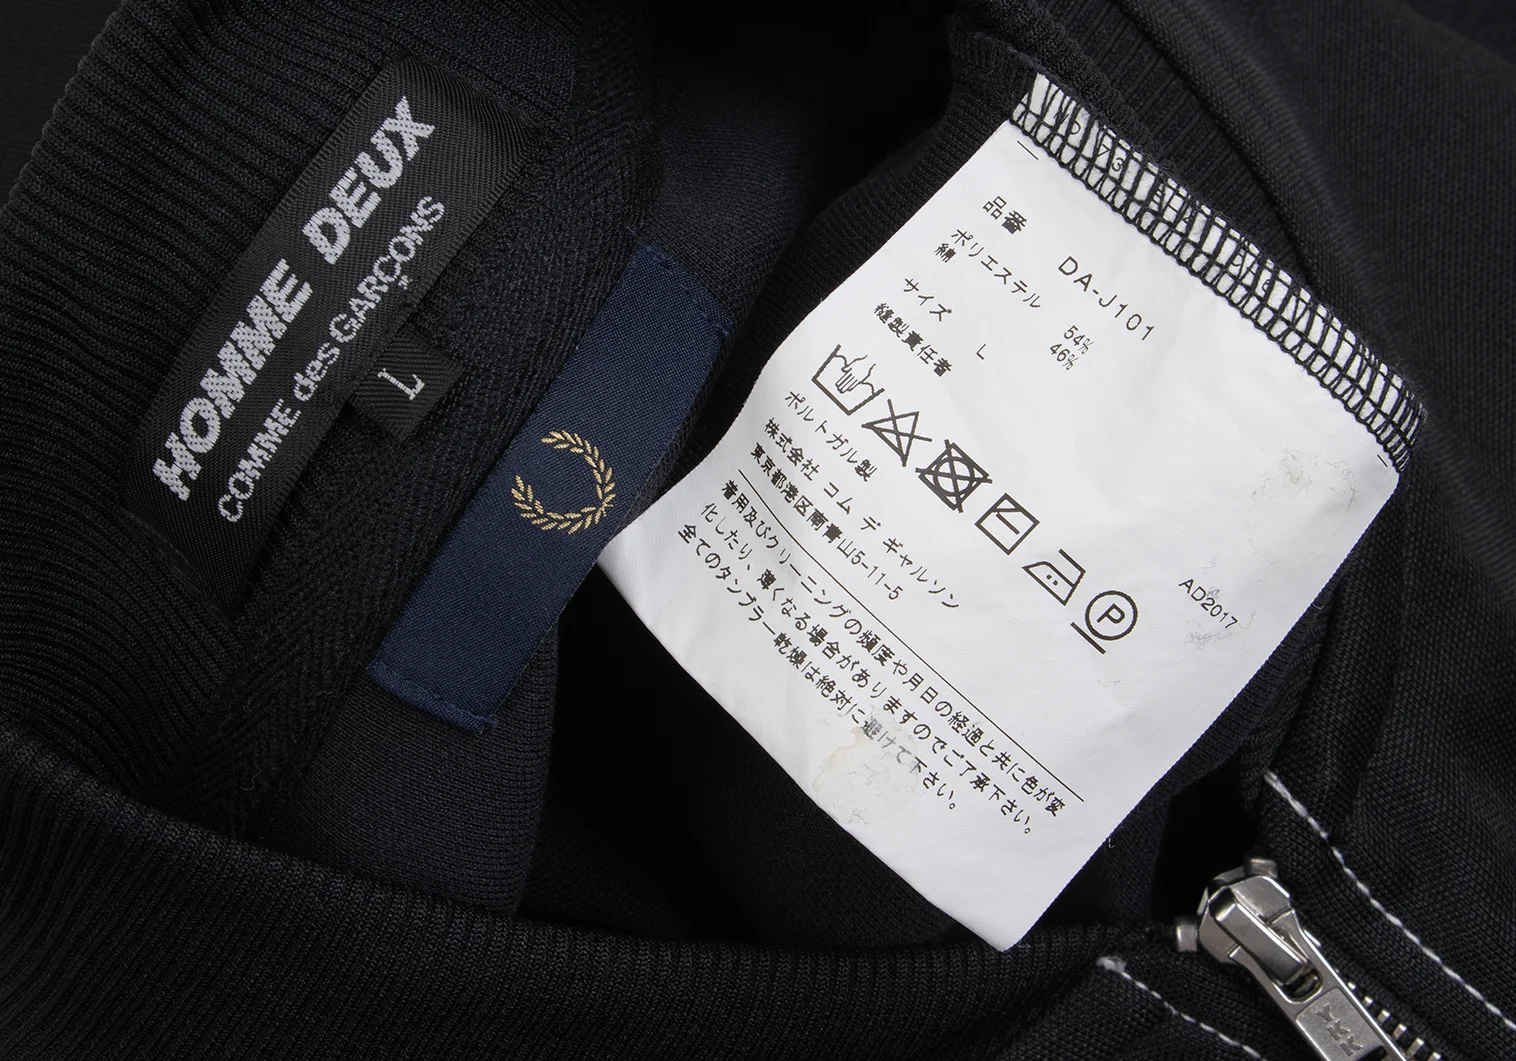 HOMME DEUX
COMME des GARÇONS
L
品番 DA-J101
ポリエステル 54%
綿 46%
サイズ L
縫製責任者
P
ポルトガル製
株式会社 コム デ ギャルソン
東京都港区南青山5-11-5
AD2017
着用及びクリーニングの頻度や月日の経過と共に色が変
化したり、薄くなる場合がありますのでご了承下さい。
全てのタンブラー乾燥は絶対に避けて下さい。